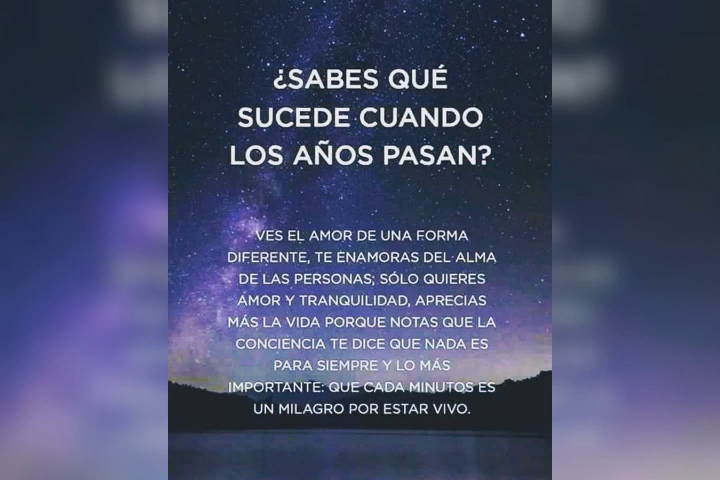 ¿SABES QUÉ
SUCEDE CUANDO
LOS AÑOS PASAN?
VES EL AMOR DE UNA FORMA
DIFERENTE, TE ENAMORAS DEL ALMA
DE LAS PERSONAS; SÓLO QUIERES
AMOR Y TRANQUILIDAD, APRECIAS
MÁS LA VIDA PORQUE NOTAS QUE LA
CONCIENCIA TE DICE QUE NADA ES
PARA SIEMPRE Y LO MÁS
IMPORTANTE: QUE CADA MINUTOS ES
UN MILAGRO POR ESTAR VIVO.